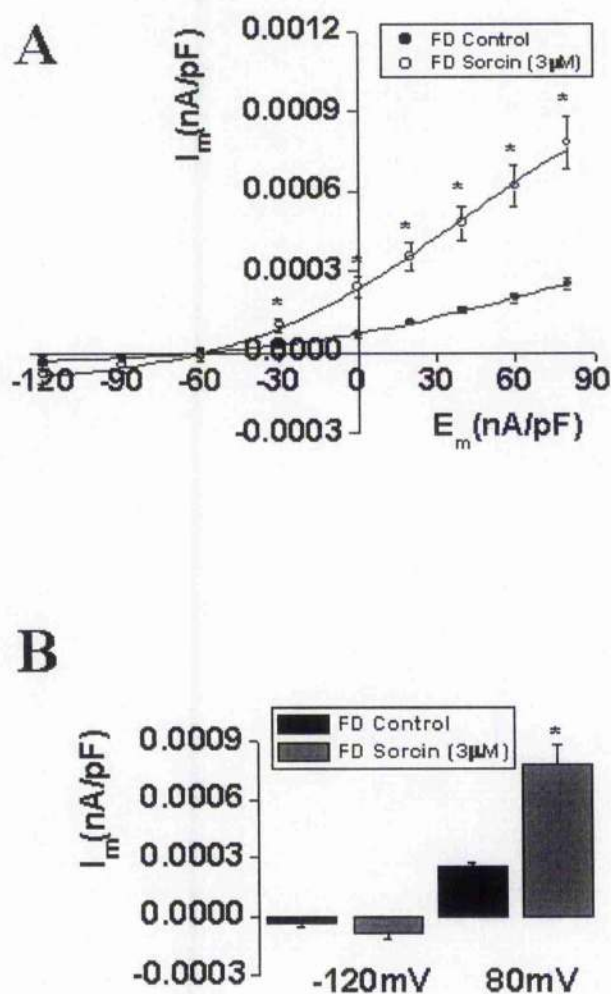 A
I_m(nA/pF)
0.0012
0.0009
0.0006
0.0003
0.0000
-0.0003
FD Control
FD Sorcin (3µM)
* * * * * *
-120 -90 -60 -30 0 30 60 90
E_m(nA/pF)
B
I_m(nA/pF)
0.0009
0.0006
0.0003
0.0000
-0.0003
FD Control
FD Sorcin (3µM)
*
-120mV 80mV